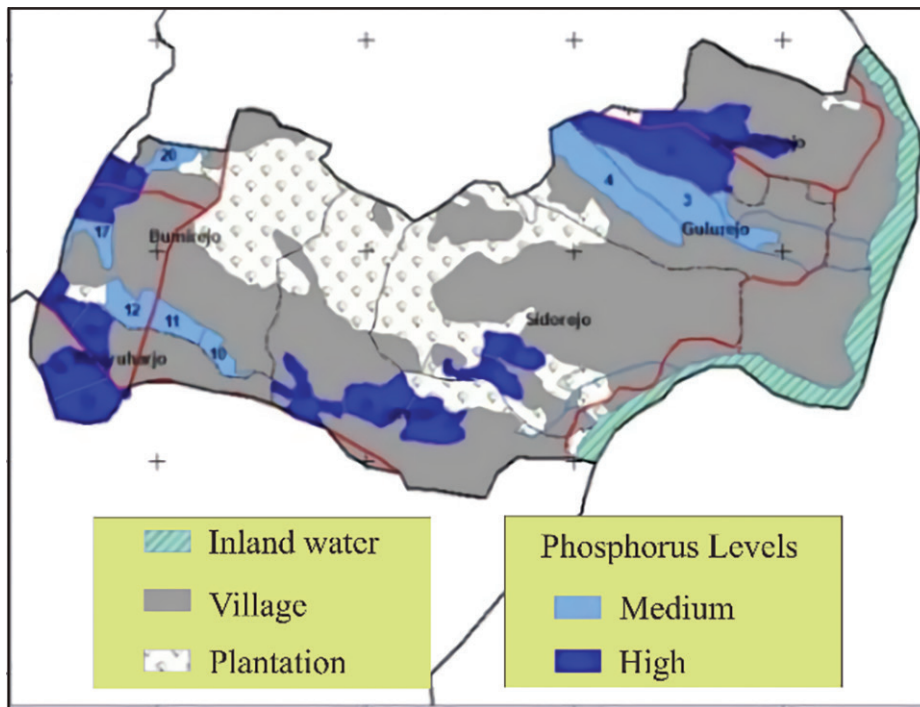 20
4
3
17
Bumirejo
Gulurejo
12
11
Sidorejo
10
Inland water
Village
Plantation
Phosphorus Levels
Medium
High